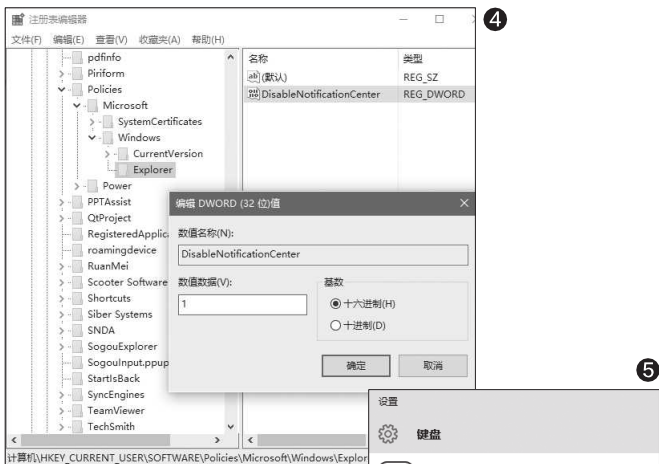 注册表编辑器
④
文件(F) 编辑(E) 查看(V) 收藏夹(A) 帮助(H)
pdfinfo
Piriform
Policies
Microsoft
SystemCertificates
Windows
CurrentVersion
Explorer
Power
PPTAssist
QtProject
RegisteredApplic
roamingdevice
RuanMei
Scooter Software
Shortcuts
Siber Systems
SNDA
SogouExplorer
SogouInput.ppup
StartIsBack
SyncEngines
TeamViewer
TechSmith
名称 类型
ab (默认) REG_SZ
DisableNotificationCenter REG_DWORD
编辑 DWORD (32 位)值
数值名称(N):
DisableNotificationCenter
数值数据(V):
1
基数
十六进制(H)
十进制(D)
确定 取消
计算机\HKEY_CURRENT_USER\SOFTWARE\Policies\Microsoft\Windows\Explor
⑤
设置
键盘